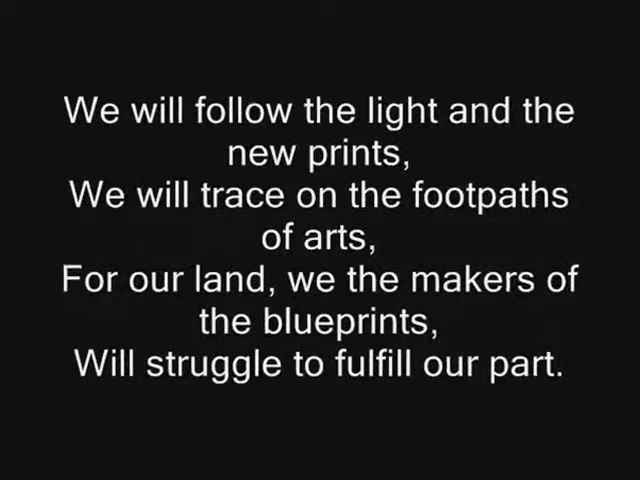 We will follow the light and the
new prints,
We will trace on the footpaths
of arts,
For our land, we the makers of
the blueprints,
Will struggle to fulfill our part.